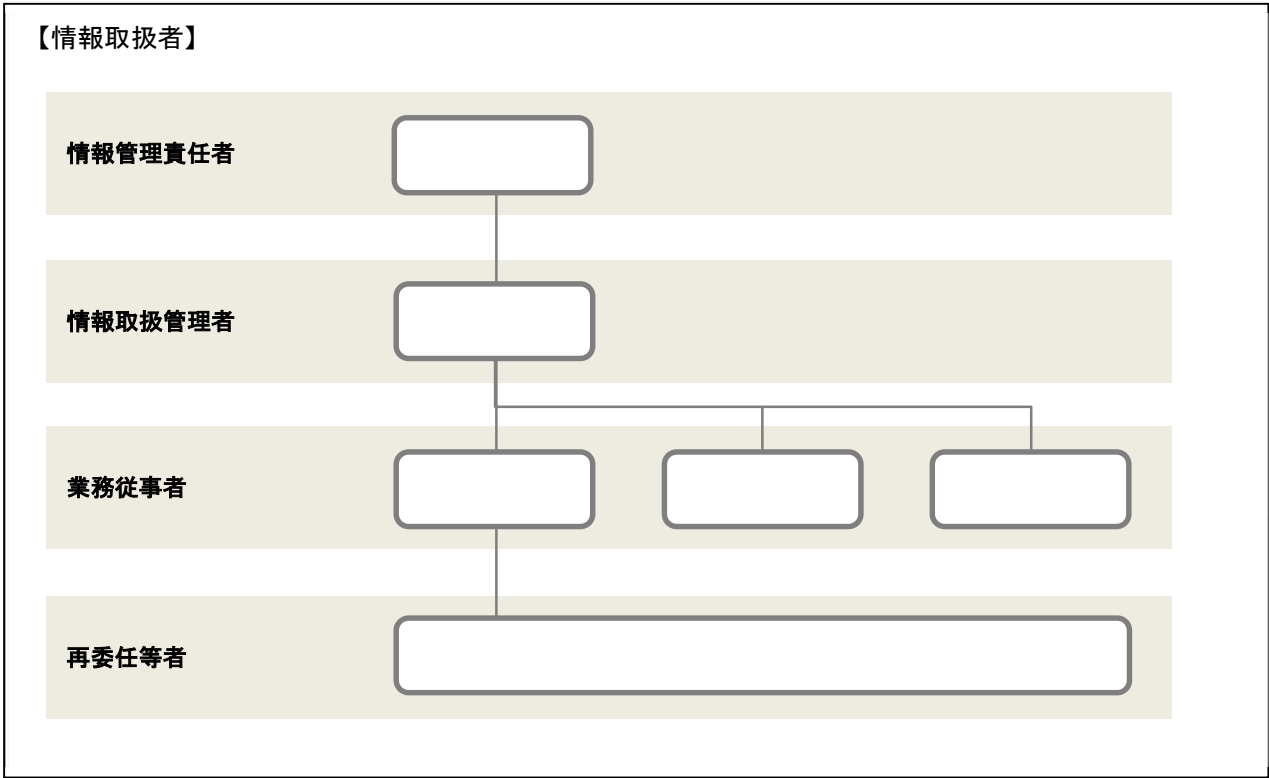 【情報取扱者】
情報管理責任者
情報取扱管理者
業務従事者
再委任等者